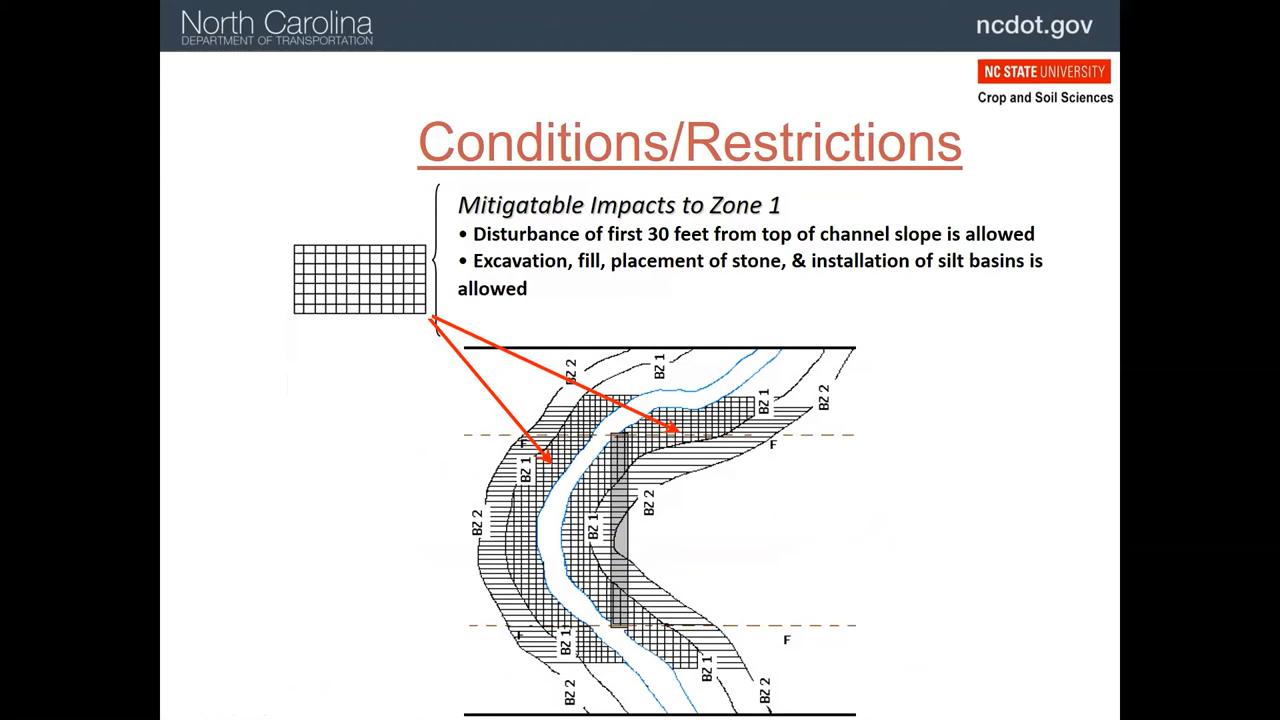 North Carolina
DEPARTMENT OF TRANSPORTATION
ncdot.gov
NC STATE UNIVERSITY
Crop and Soil Sciences
Conditions/Restrictions
Mitigatable Impacts to Zone 1
• Disturbance of first 30 feet from top of channel slope is allowed
• Excavation, fill, placement of stone, & installation of silt basins is
allowed
BZ 2
BZ 1
BZ 1
BZ 2
F
F
BZ 1
BZ 2
BZ 2
BZ 1
F
BZ 1
BZ 1
BZ 2
BZ 2